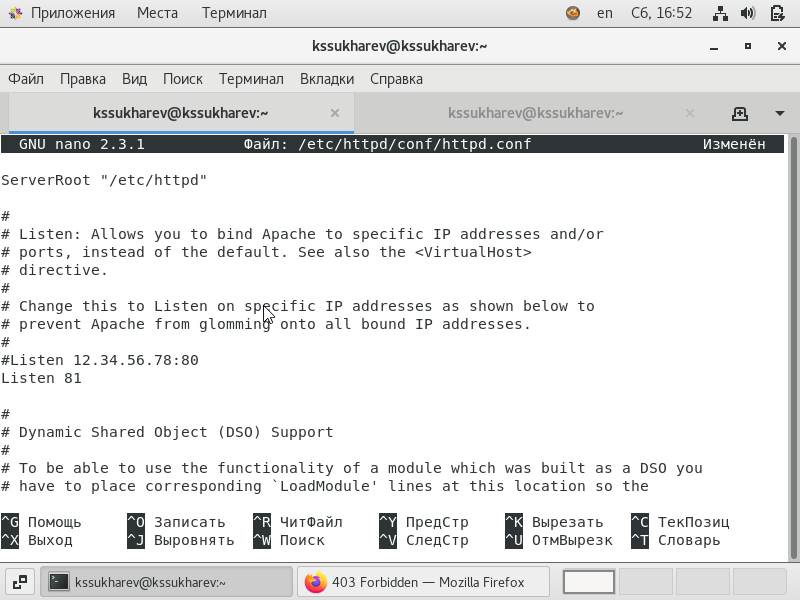 Приложения Места Терминал en Сб, 16:52
kssukharev@kssukharev:~
Файл Правка Вид Поиск Терминал Вкладки Справка
kssukharev@kssukharev:~ × kssukharev@kssukharev:~ ×
GNU nano 2.3.1 Файл: /etc/httpd/conf/httpd.conf Изменён
ServerRoot "/etc/httpd"
#
# Listen: Allows you to bind Apache to specific IP addresses and/or
# ports, instead of the default. See also the <VirtualHost>
# directive.
#
# Change this to Listen on specific IP addresses as shown below to
# prevent Apache from glomming onto all bound IP addresses.
#
#Listen 12.34.56.78:80
Listen 81
#
# Dynamic Shared Object (DSO) Support
#
# To be able to use the functionality of a module which was built as a DSO you
# have to place corresponding `LoadModule' lines at this location so the
^G Помощь ^O Записать ^R ЧитФайл ^Y ПредСтр ^K Вырезать ^C ТекПозиц
^X Выход ^J Выровнять ^W Поиск ^V СледСтр ^U ОтмВырезк ^T Словарь
kssukharev@kssukharev:~ 403 Forbidden — Mozilla Firefox